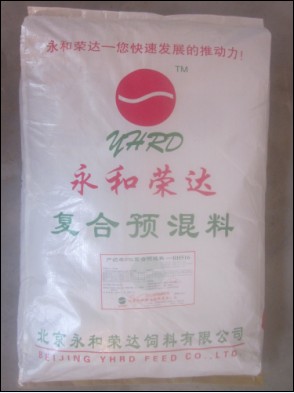 永和荣达—您快速发展的推动力！
TM
YHRD
永和荣达
复合预混料
北京永和荣达饲料有限公司
BEIJING YHRD FEED CO.,LTD.